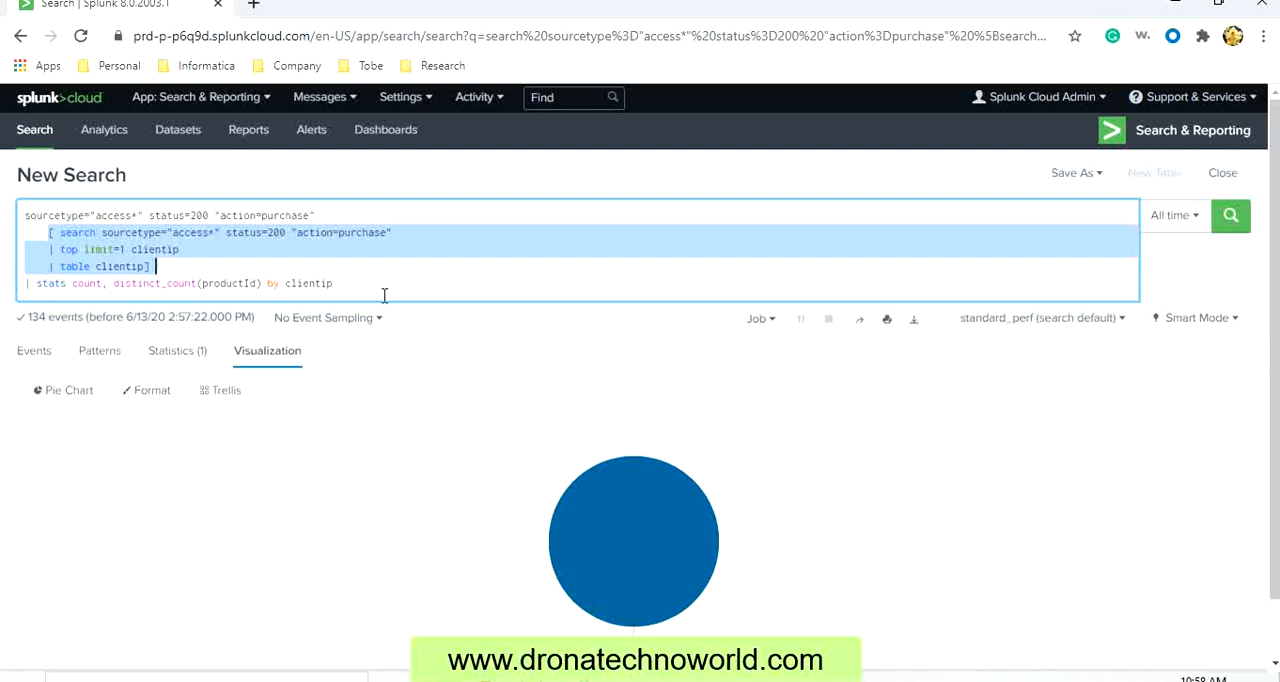 Search | Splunk 8.0.2003.1
prd-p-p6q9d.splunkcloud.com/en-US/app/search/search?q=search%20sourcetype%3D"access*"%20status%3D200%20"action%3Dpurchase"%20%5Bsearch...
Apps Personal Informatica Company Tobe Research
splunk>cloud App: Search & Reporting Messages Settings Activity Find Splunk Cloud Admin Support & Services
Search Analytics Datasets Reports Alerts Dashboards Search & Reporting
New Search Save As New Table Close
sourcetype="access*" status=200 "action=purchase" All time
[ search sourcetype="access*" status=200 "action=purchase"
| top limit=1 clientip
| table clientip]
| stats count, distinct_count(productId) by clientip
134 events (before 6/13/20 2:57:22.000 PM) No Event Sampling Job standard_perf (search default) Smart Mode
Events Patterns Statistics (1) Visualization
Pie Chart Format Trellis
www.dronatechnoworld.com
10:58 AM